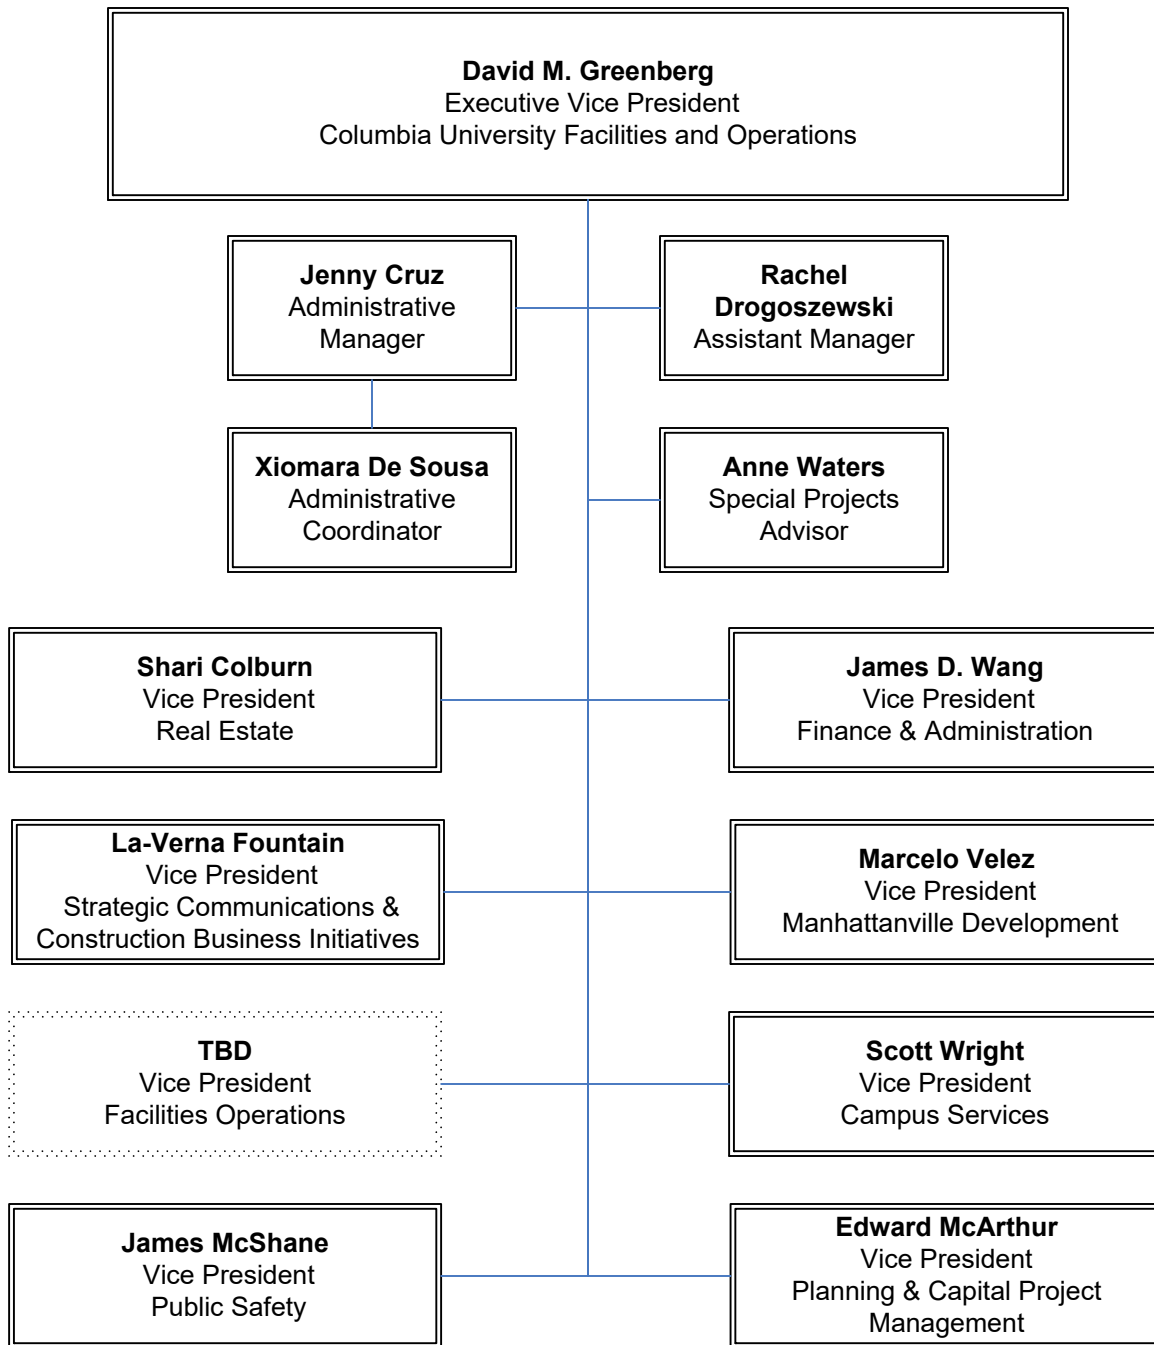 David M. Greenberg
Executive Vice President
Columbia University Facilities and Operations
Jenny Cruz
Administrative
Manager
Rachel
Drogoszewski
Assistant Manager
Xiomara De Sousa
Administrative
Coordinator
Anne Waters
Special Projects
Advisor
Shari Colburn
Vice President
Real Estate
James D. Wang
Vice President
Finance & Administration
La-Verna Fountain
Vice President
Strategic Communications &
Construction Business Initiatives
Marcelo Velez
Vice President
Manhattanville Development
TBD
Vice President
Facilities Operations
Scott Wright
Vice President
Campus Services
James McShane
Vice President
Public Safety
Edward McArthur
Vice President
Planning & Capital Project
Management